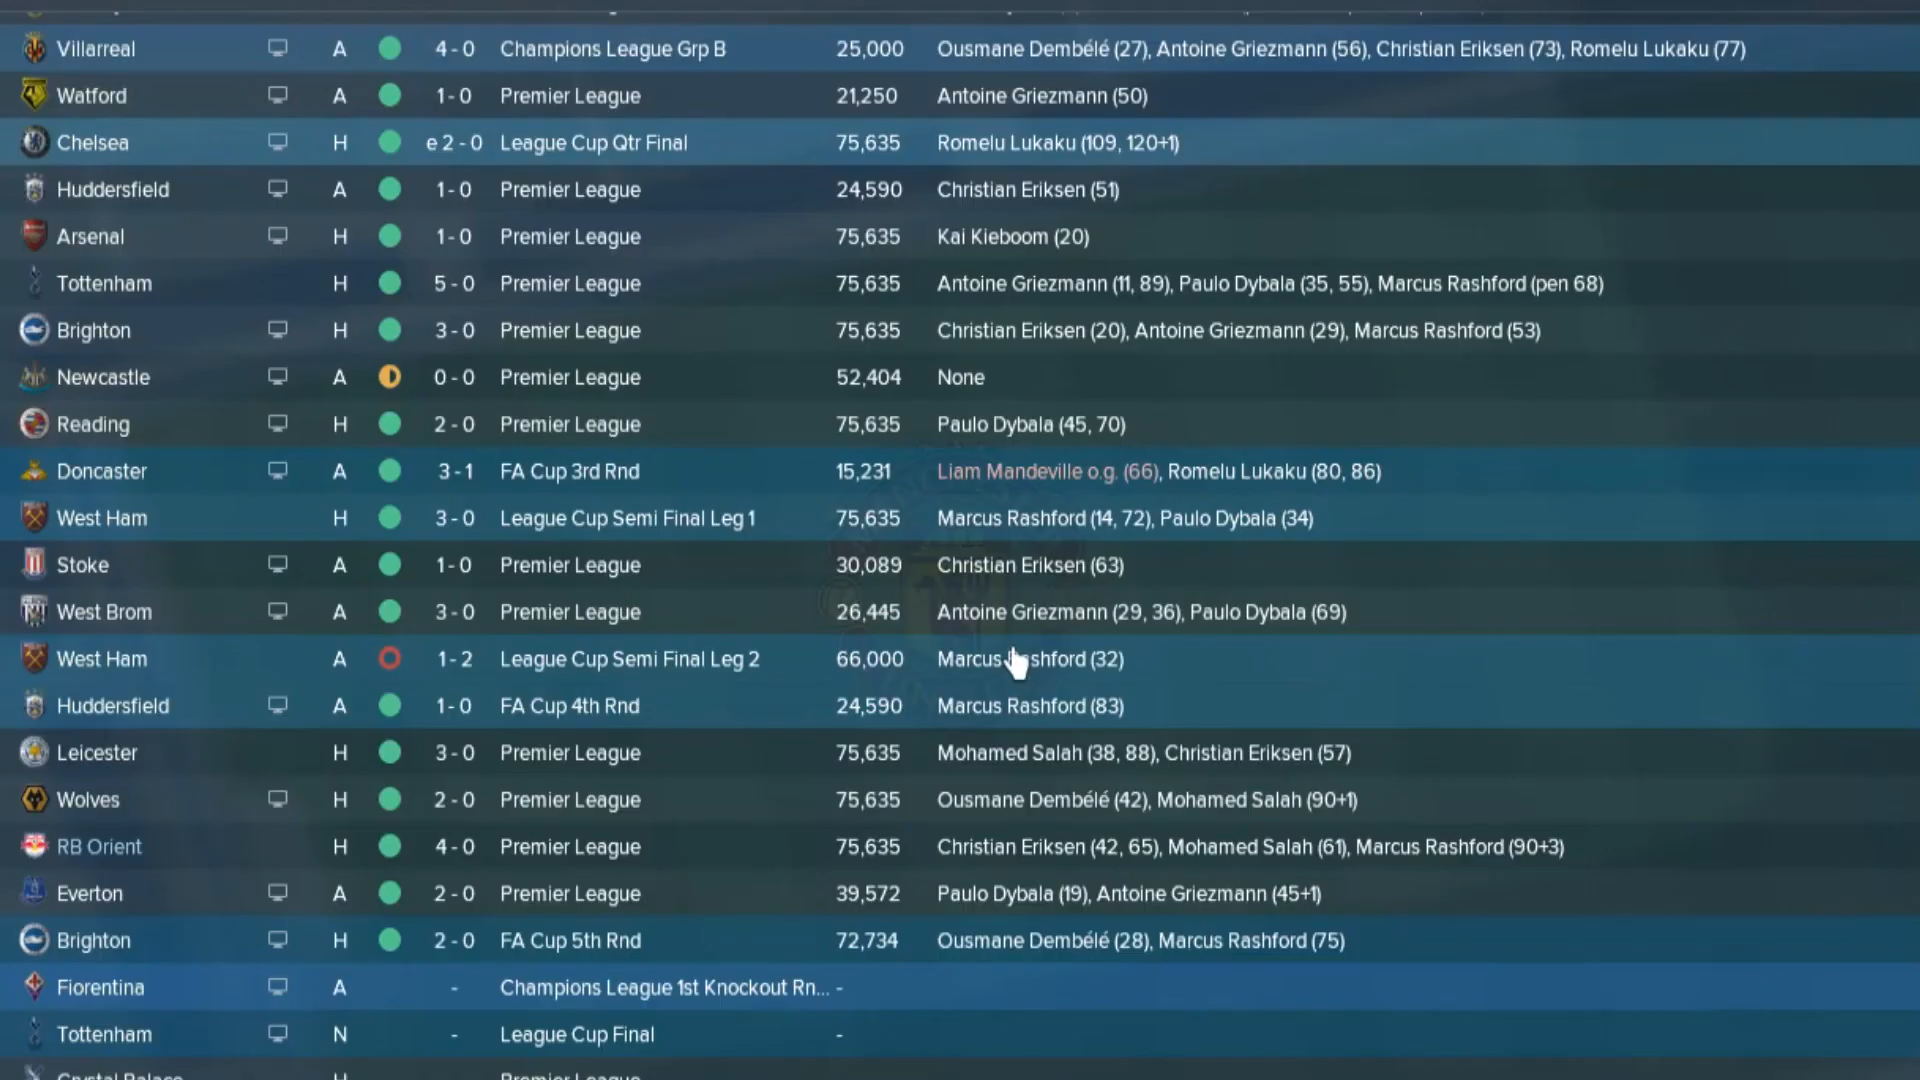 Villarreal A 4 - 0 Champions League Grp B 25,000 Ousmane Dembélé (27), Antoine Griezmann (56), Christian Eriksen (73), Romelu Lukaku (77)
Watford A 1 - 0 Premier League 21,250 Antoine Griezmann (50)
Chelsea H e 2 - 0 League Cup Qtr Final 75,635 Romelu Lukaku (109, 120+1)
Huddersfield A 1 - 0 Premier League 24,590 Christian Eriksen (51)
Arsenal H 1 - 0 Premier League 75,635 Kai Kieboom (20)
Tottenham H 5 - 0 Premier League 75,635 Antoine Griezmann (11, 89), Paulo Dybala (35, 55), Marcus Rashford (pen 68)
Brighton H 3 - 0 Premier League 75,635 Christian Eriksen (20), Antoine Griezmann (29), Marcus Rashford (53)
Newcastle A 0 - 0 Premier League 52,404 None
Reading H 2 - 0 Premier League 75,635 Paulo Dybala (45, 70)
Doncaster A 3 - 1 FA Cup 3rd Rnd 15,231 Liam Mandeville o.g. (66), Romelu Lukaku (80, 86)
West Ham H 3 - 0 League Cup Semi Final Leg 1 75,635 Marcus Rashford (14, 72), Paulo Dybala (34)
Stoke A 1 - 0 Premier League 30,089 Christian Eriksen (63)
West Brom A 3 - 0 Premier League 26,445 Antoine Griezmann (29, 36), Paulo Dybala (69)
West Ham A 1 - 2 League Cup Semi Final Leg 2 66,000 Marcus Rashford (32)
Huddersfield A 1 - 0 FA Cup 4th Rnd 24,590 Marcus Rashford (83)
Leicester H 3 - 0 Premier League 75,635 Mohamed Salah (38, 88), Christian Eriksen (57)
Wolves H 2 - 0 Premier League 75,635 Ousmane Dembélé (42), Mohamed Salah (90+1)
RB Orient H 4 - 0 Premier League 75,635 Christian Eriksen (42, 65), Mohamed Salah (61), Marcus Rashford (90+3)
Everton A 2 - 0 Premier League 39,572 Paulo Dybala (19), Antoine Griezmann (45+1)
Brighton H 2 - 0 FA Cup 5th Rnd 72,734 Ousmane Dembélé (28), Marcus Rashford (75)
Fiorentina A - Champions League 1st Knockout Rn... -
Tottenham N - League Cup Final -
Crystal Palace H Premier League